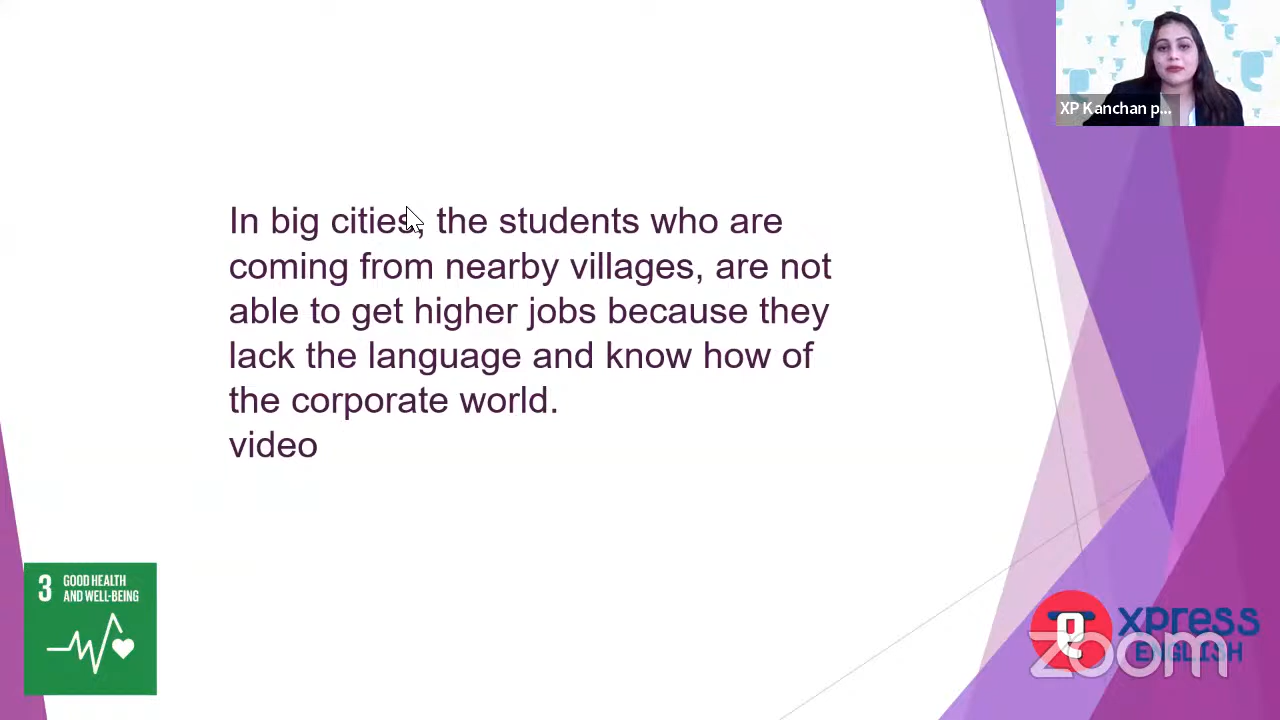 XP Kanchan p...
In big cities, the students who are
coming from nearby villages, are not
able to get higher jobs because they
lack the language and know how of
the corporate world.
video
3 GOOD HEALTH
AND WELL-BEING
xpress
ENGLISH
zoom